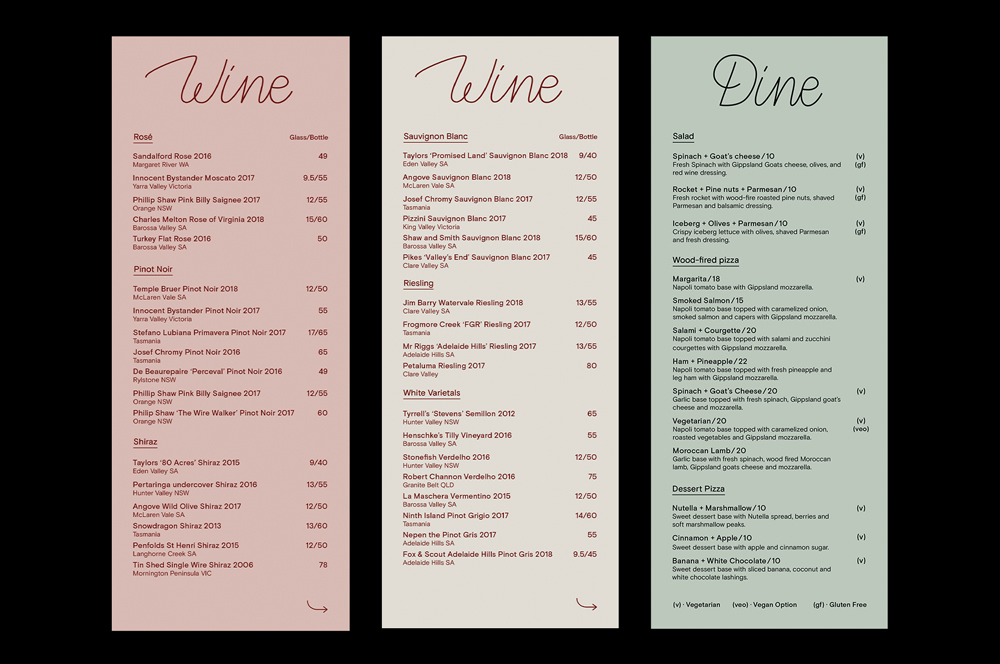 Wine
Rosé Glass/Bottle
Sandalford Rose 2016 49
Margaret River WA
Innocent Bystander Moscato 2017 9.5/55
Yarra Valley Victoria
Phillip Shaw Pink Billy Saignee 2017 12/55
Orange NSW
Charles Melton Rose of Virginia 2018 15/60
Barossa Valley SA
Turkey Flat Rose 2016 50
Barossa Valley SA
Pinot Noir
Temple Bruer Pinot Noir 2018 12/50
McLaren Vale SA
Innocent Bystander Pinot Noir 2017 55
Yarra Valley Victoria
Stefano Lubiana Primavera Pinot Noir 2017 17/65
Tasmania
Josef Chromy Pinot Noir 2016 65
Tasmania
De Beaurepaire ‘Perceval’ Pinot Noir 2016 49
Rylstone NSW
Phillip Shaw Pink Billy Saignee 2017 12/55
Orange NSW
Philip Shaw ‘The Wire Walker’ Pinot Noir 2017 60
Orange NSW
Shiraz
Taylors ‘80 Acres’ Shiraz 2015 9/40
Eden Valley SA
Pertaringa undercover Shiraz 2016 13/55
Hunter Valley NSW
Angove Wild Olive Shiraz 2017 12/50
McLaren Vale SA
Snowdragon Shiraz 2013 13/60
Tasmania
Penfolds St Henri Shiraz 2015 12/50
Langhorne Creek SA
Tin Shed Single Wire Shiraz 2006 78
Mornington Peninsula VIC
Wine
Sauvignon Blanc Glass/Bottle
Taylors ‘Promised Land’ Sauvignon Blanc 2018 9/40
Eden Valley SA
Angove Sauvignon Blanc 2018 12/50
McLaren Vale SA
Josef Chromy Sauvignon Blanc 2017 12/55
Tasmania
Pizzini Sauvignon Blanc 2017 45
King Valley Victoria
Shaw and Smith Sauvignon Blanc 2018 15/60
Barossa Valley SA
Pikes ‘Valley’s End’ Sauvignon Blanc 2017 45
Clare Valley SA
Riesling
Jim Barry Watervale Riesling 2018 13/55
Clare Valley SA
Frogmore Creek ‘FGR’ Riesling 2017 12/50
Tasmania
Mr Riggs ‘Adelaide Hills’ Riesling 2017 13/55
Adelaide Hills SA
Petaluma Riesling 2017 80
Clare Valley
White Varietals
Tyrrell’s ‘Stevens’ Semillon 2012 65
Hunter Valley NSW
Henschke’s Tilly Vineyard 2016 55
Barossa Valley SA
Stonefish Verdelho 2016 12/50
Hunter Valley NSW
Robert Channon Verdelho 2016 75
Granite Belt QLD
La Maschera Vermentino 2015 12/50
Barossa Valley SA
Ninth Island Pinot Grigio 2017 14/60
Tasmania
Nepen the Pinot Gris 2017 55
Adelaide Hills SA
Fox & Scout Adelaide Hills Pinot Gris 2018 9.5/45
Adelaide Hills SA
Dine
Salad
Spinach + Goat’s cheese/10 (v)
Fresh Spinach with Gippsland Goats cheese, olives, and (gf)
red wine dressing.
Rocket + Pine nuts + Parmesan/10 (v)
Fresh rocket with wood-fire roasted pine nuts, shaved (gf)
Parmesan and balsamic dressing.
Iceberg + Olives + Parmesan/10 (v)
Crispy iceberg lettuce with olives, shaved Parmesan (gf)
and fresh dressing.
Wood-fired pizza
Margarita/18 (v)
Napoli tomato base with Gippsland mozzarella.
Smoked Salmon/15
Napoli tomato base topped with caramelized onion,
smoked salmon and capers with Gippsland mozzarella.
Salami + Courgette/20
Napoli tomato base topped with salami and zucchini
courgettes with Gippsland mozzarella.
Ham + Pineapple/22
Napoli tomato base topped with fresh pineapple and
leg ham with Gippsland mozzarella.
Spinach + Goat’s Cheese/20 (v)
Garlic base topped with fresh spinach, Gippsland goat’s
cheese and mozzarella.
Vegetarian/20 (v)
Napoli tomato base topped with caramelized onion, (veo)
roasted vegetables and Gippsland mozzarella.
Moroccan Lamb/20
Garlic base with fresh spinach, wood fired Moroccan
lamb, Gippsland goats cheese and mozzarella.
Dessert Pizza
Nutella + Marshmallow/10 (v)
Sweet dessert base with Nutella spread, berries and
soft marshmallow peaks.
Cinnamon + Apple/10 (v)
Sweet dessert base with apple and cinnamon sugar.
Banana + White Chocolate/10 (v)
Sweet dessert base with sliced banana, coconut and
white chocolate lashings.
(v) · Vegetarian (veo) · Vegan Option (gf) · Gluten Free